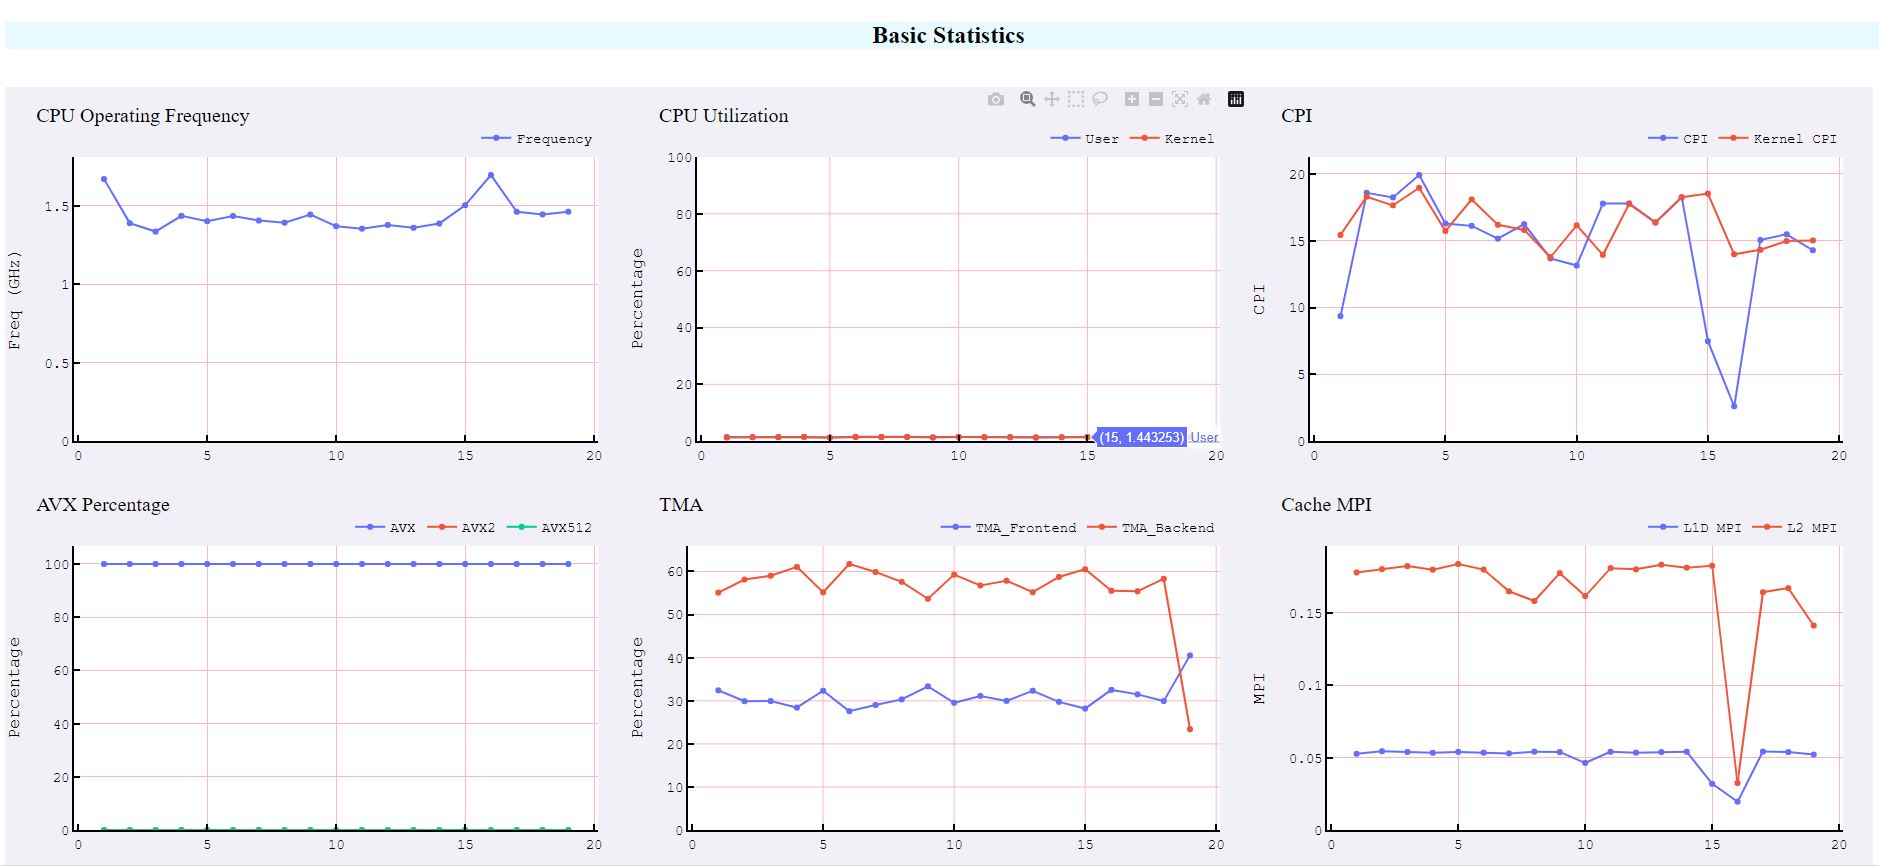 Basic Statistics
CPU Operating Frequency
Frequency
Freq (GHz)
1.5
1
0.5
0
0 5 10 15 20
CPU Utilization
User Kernel
Percentage
100
80
60
40
20
0
(15, 1.443253) User
0 5 10 15 20
CPI
CPI Kernel CPI
CPI
20
15
10
5
0
0 5 10 15 20
AVX Percentage
AVX AVX2 AVX512
Percentage
100
80
60
40
20
0
0 5 10 15 20
TMA
TMA_Frontend TMA_Backend
Percentage
60
50
40
30
20
10
0
0 5 10 15 20
Cache MPI
L1D MPI L2 MPI
MPI
0.15
0.1
0.05
0
0 5 10 15 20